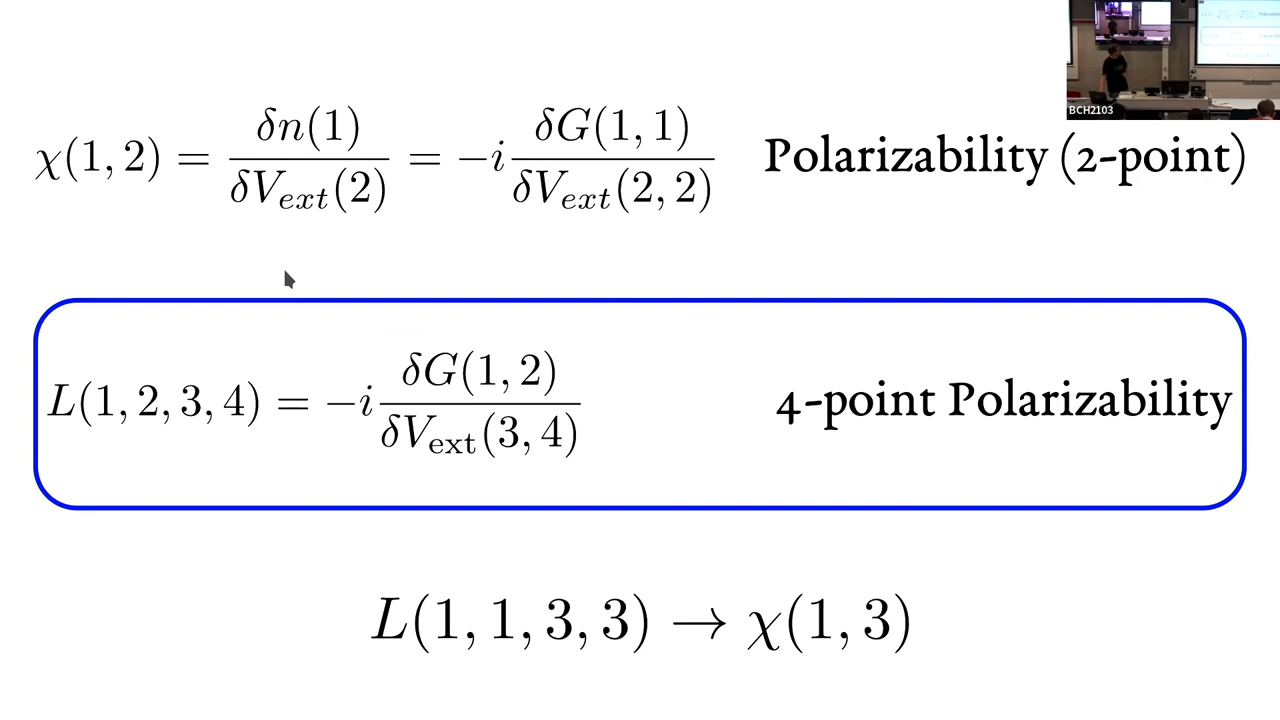 BCH2103
χ(1, 2) = δn(1) / δV_ext(2) = −i δG(1, 1) / δV_ext(2, 2) Polarizability (2-point)
L(1, 2, 3, 4) = −i δG(1, 2) / δV_ext(3, 4) 4-point Polarizability
L(1, 1, 3, 3) → χ(1, 3)